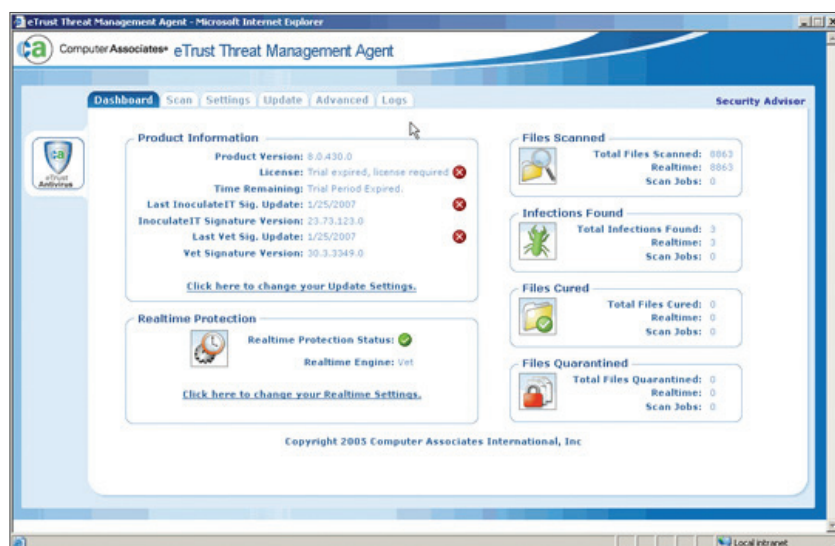 eTrust Threat Management Agent - Microsoft Internet Explorer
ca Computer Associates® eTrust Threat Management Agent
Dashboard Scan Settings Update Advanced Logs
Security Advisor
ca
eTrust
Antivirus
Product Information
Product Version: 8.0.430.0
License: Trial expired, license required
Time Remaining: Trial Period Expired.
Last InoculateIT Sig. Update: 1/25/2007
InoculateIT Signature Version: 23.73.123.0
Last Vet Sig. Update: 1/25/2007
Vet Signature Version: 30.3.3349.0
Click here to change your Update Settings.
Realtime Protection
Realtime Protection Status:
Realtime Engine: Vet
Click here to change your Realtime Settings.
Files Scanned
Total Files Scanned: 8863
Realtime: 8863
Scan Jobs: 0
Infections Found
Total Infections Found: 3
Realtime: 3
Scan Jobs: 0
Files Cured
Total Files Cured: 0
Realtime: 0
Scan Jobs: 0
Files Quarantined
Total Files Quarantined: 0
Realtime: 0
Scan Jobs: 0
Copyright 2005 Computer Associates International, Inc
Local intranet